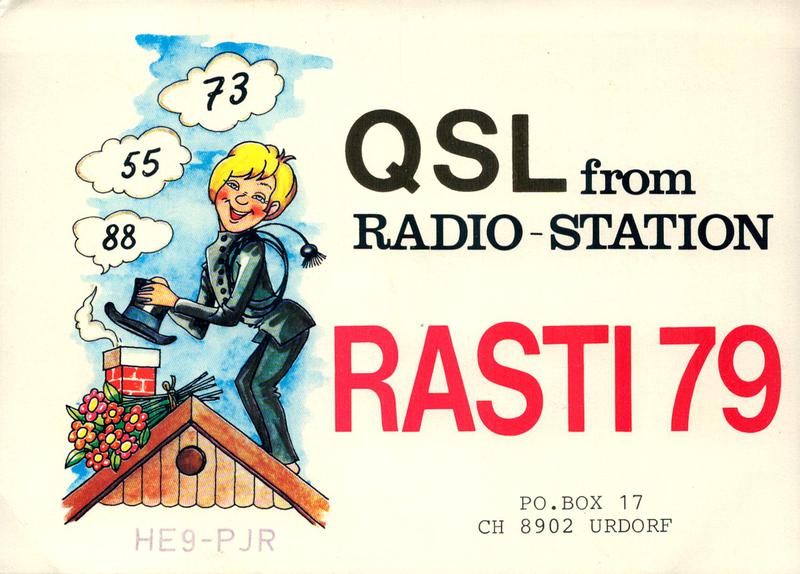 73
55
88
QSL from
RADIO-STATION
RASTI 79
PO.BOX 17
CH 8902 URDORF
HE9-PJR